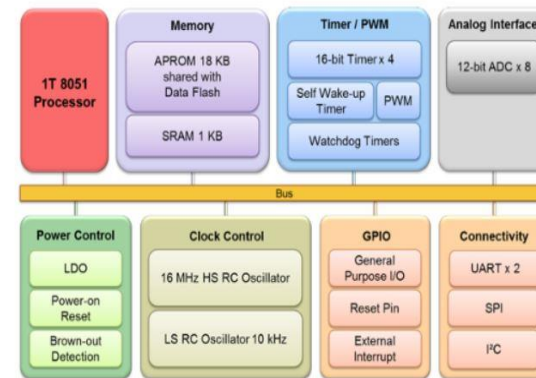 1T 8051
Processor
Memory
APROM 18 KB
shared with
Data Flash
SRAM 1 KB
Timer / PWM
16-bit Timer x 4
Self Wake-up
Timer
PWM
Watchdog Timers
Analog Interface
12-bit ADC x 8
Bus
Power Control
LDO
Power-on
Reset
Brown-out
Detection
Clock Control
16 MHz HS RC Oscillator
LS RC Oscillator 10 kHz
GPIO
General
Purpose I/O
Reset Pin
External
Interrupt
Connectivity
UART x 2
SPI
I²C